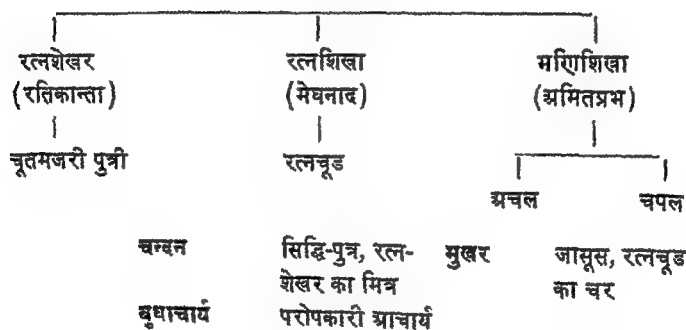 रत्नशेखर रत्नशिखा मणिशिखा
(रतिकान्ता) (मेघनाद) (अमितप्रभ)
चूतमजरी पुत्री रत्नचूड
अचल चपल
चन्दन सिद्धि-पुत्र, रत्न- मुखर जासूस, रत्नचूड
शेखर का मित्र का चर
बुधाचार्य परोपकारी आचार्य